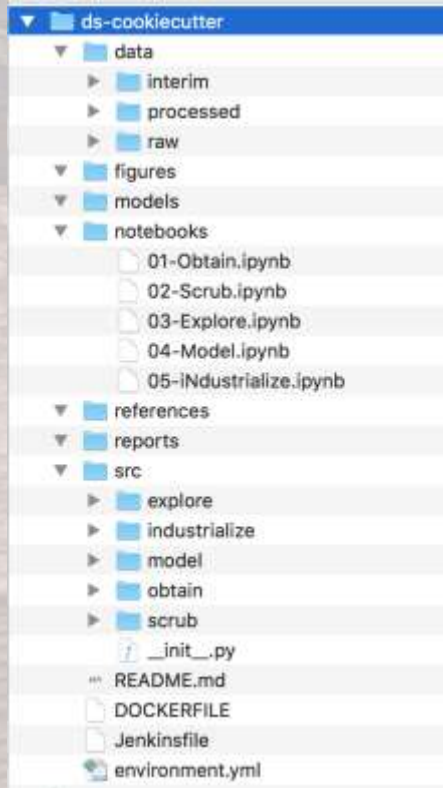 ds-cookiecutter
data
interim
processed
raw
figures
models
notebooks
01-Obtain.ipynb
02-Scrub.ipynb
03-Explore.ipynb
04-Model.ipynb
05-iNdustrialize.ipynb
references
reports
src
explore
industrialize
model
obtain
scrub
__init__.py
README.md
DOCKERFILE
Jenkinsfile
environment.yml